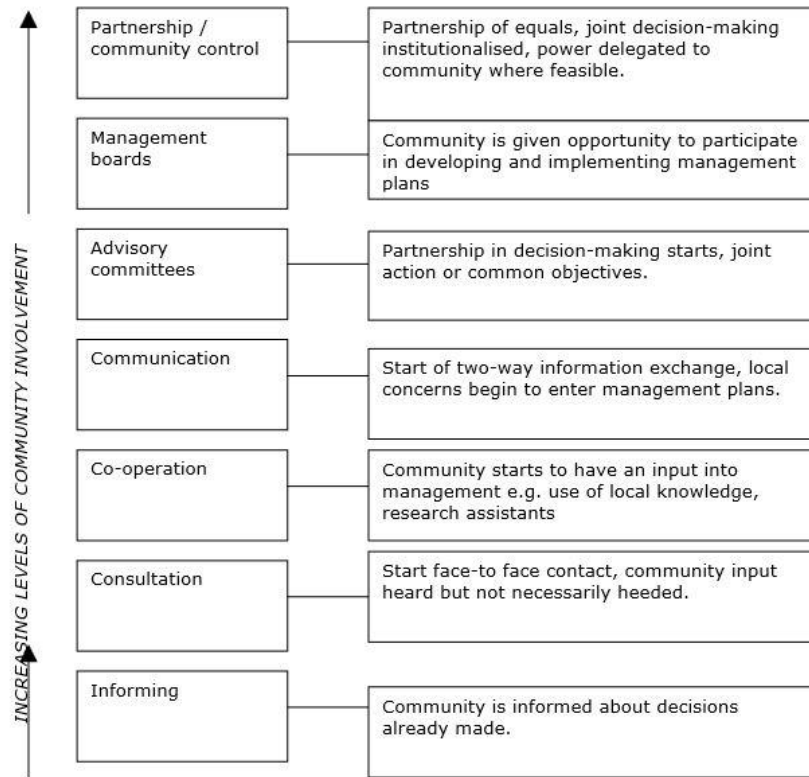 Partnership /
community control
Partnership of equals, joint decision-making
institutionalised, power delegated to
community where feasible.
Management
boards
Community is given opportunity to participate
in developing and implementing management
plans
Advisory
committees
Partnership in decision-making starts, joint
action or common objectives.
Communication
Start of two-way information exchange, local
concerns begin to enter management plans.
Co-operation
Community starts to have an input into
management e.g. use of local knowledge,
research assistants
Consultation
Start face-to face contact, community input
heard but not necessarily heeded.
Informing
Community is informed about decisions
already made.
INCREASING LEVELS OF COMMUNITY INVOLVEMENT